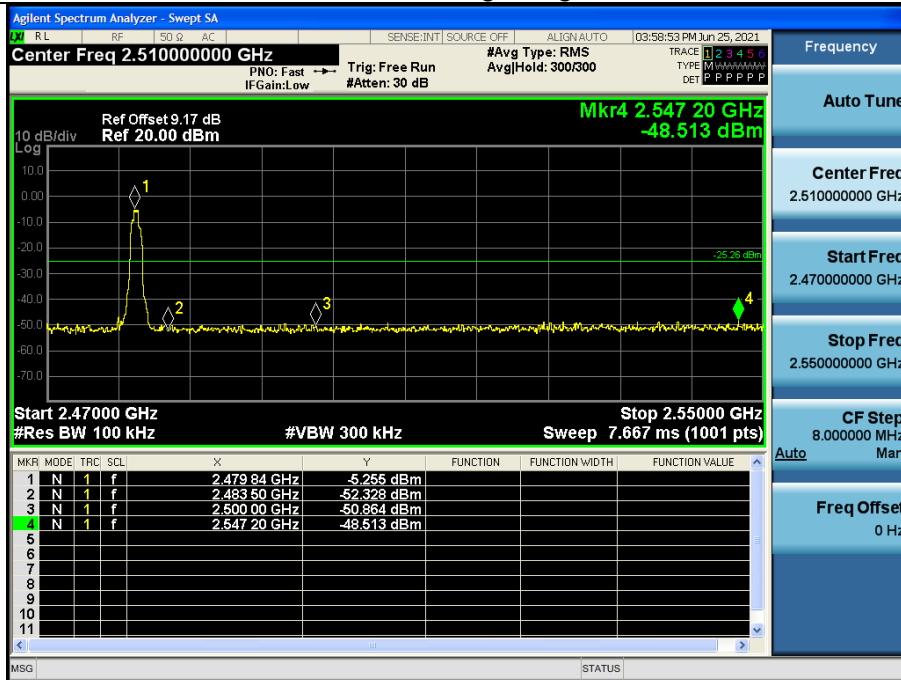 Agilent Spectrum Analyzer - Swept SA
LXI RL RF 50 Ω AC SENSE:INT SOURCE OFF ALIGN AUTO 03:58:53 PM Jun 25, 2021
Center Freq 2.510000000 GHz
PNO: Fast
IFGain:Low
Trig: Free Run
#Atten: 30 dB
#Avg Type: RMS
Avg|Hold: 300/300
TRACE 1 2 3 4 5 6
TYPE M WWWWW
DET P P P P P P
Ref Offset 9.17 dB
10 dB/div Ref 20.00 dBm
Log
Mkr4 2.547 20 GHz
-48.513 dBm
10.0
0.00
-10.0
-20.0
-30.0
-40.0
-50.0
-60.0
-70.0
1
2
3
4
-25.26 dBm
Start 2.47000 GHz Stop 2.55000 GHz
#Res BW 100 kHz #VBW 300 kHz Sweep 7.667 ms (1001 pts)
MKR MODE TRC SCL X Y FUNCTION FUNCTION WIDTH FUNCTION VALUE
1 N 1 f 2.479 84 GHz -5.255 dBm
2 N 1 f 2.483 50 GHz -52.328 dBm
3 N 1 f 2.500 00 GHz -50.864 dBm
4 N 1 f 2.547 20 GHz -48.513 dBm
5
6
7
8
9
10
11
MSG STATUS
Frequency
Auto Tune
Center Freq
2.510000000 GHz
Start Freq
2.470000000 GHz
Stop Freq
2.550000000 GHz
CF Step
8.000000 MHz
Auto Man
Freq Offset
0 Hz